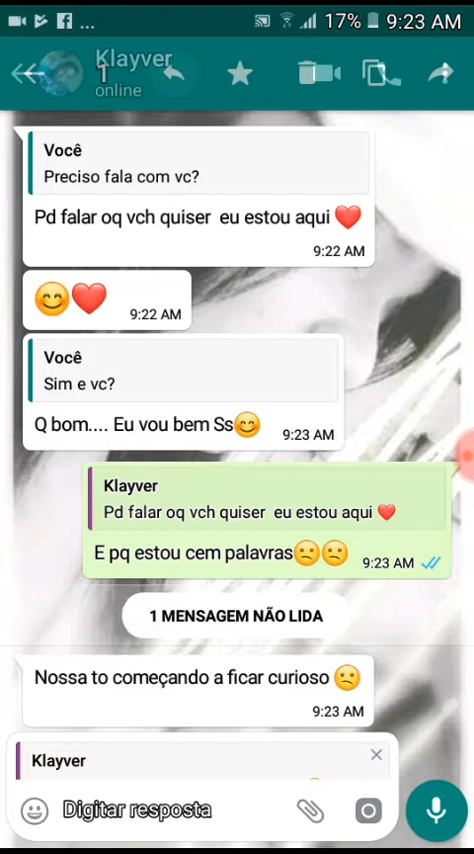 17% 9:23 AM
Klayver
1
online
Você
Preciso fala com vc?
Pd falar oq vch quiser eu estou aqui ❤️
9:22 AM
😊❤️
9:22 AM
Você
Sim e vc?
Q bom.... Eu vou bem Ss😊
9:23 AM
Klayver
Pd falar oq vch quiser eu estou aqui ❤️
E pq estou cem palavras😕😕
9:23 AM
1 MENSAGEM NÃO LIDA
Nossa to começando a ficar curioso 😕
9:23 AM
Klayver
Digitar resposta